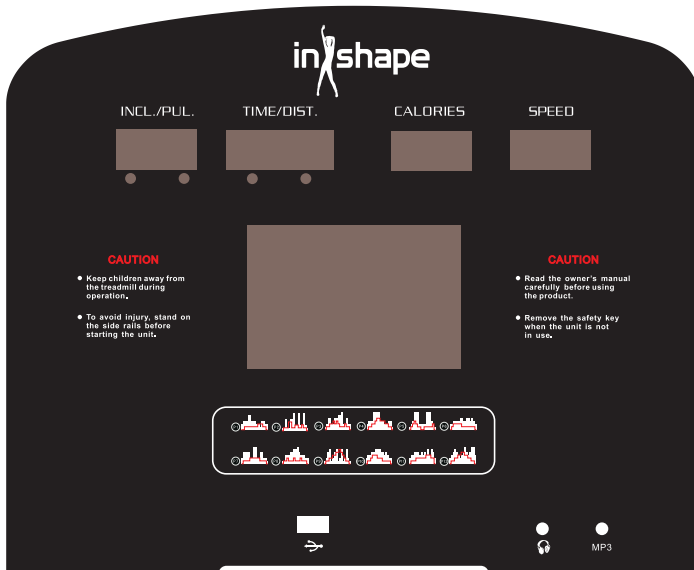 in shape
INCL./PUL. TIME/DIST. CALORIES SPEED
CAUTION
• Keep children away from
the treadmill during
operation.
• To avoid injury, stand on
the side rails before
starting the unit.
CAUTION
• Read the owner's manual
carefully before using
the product.
• Remove the safety key
when the unit is not
in use.
MP3